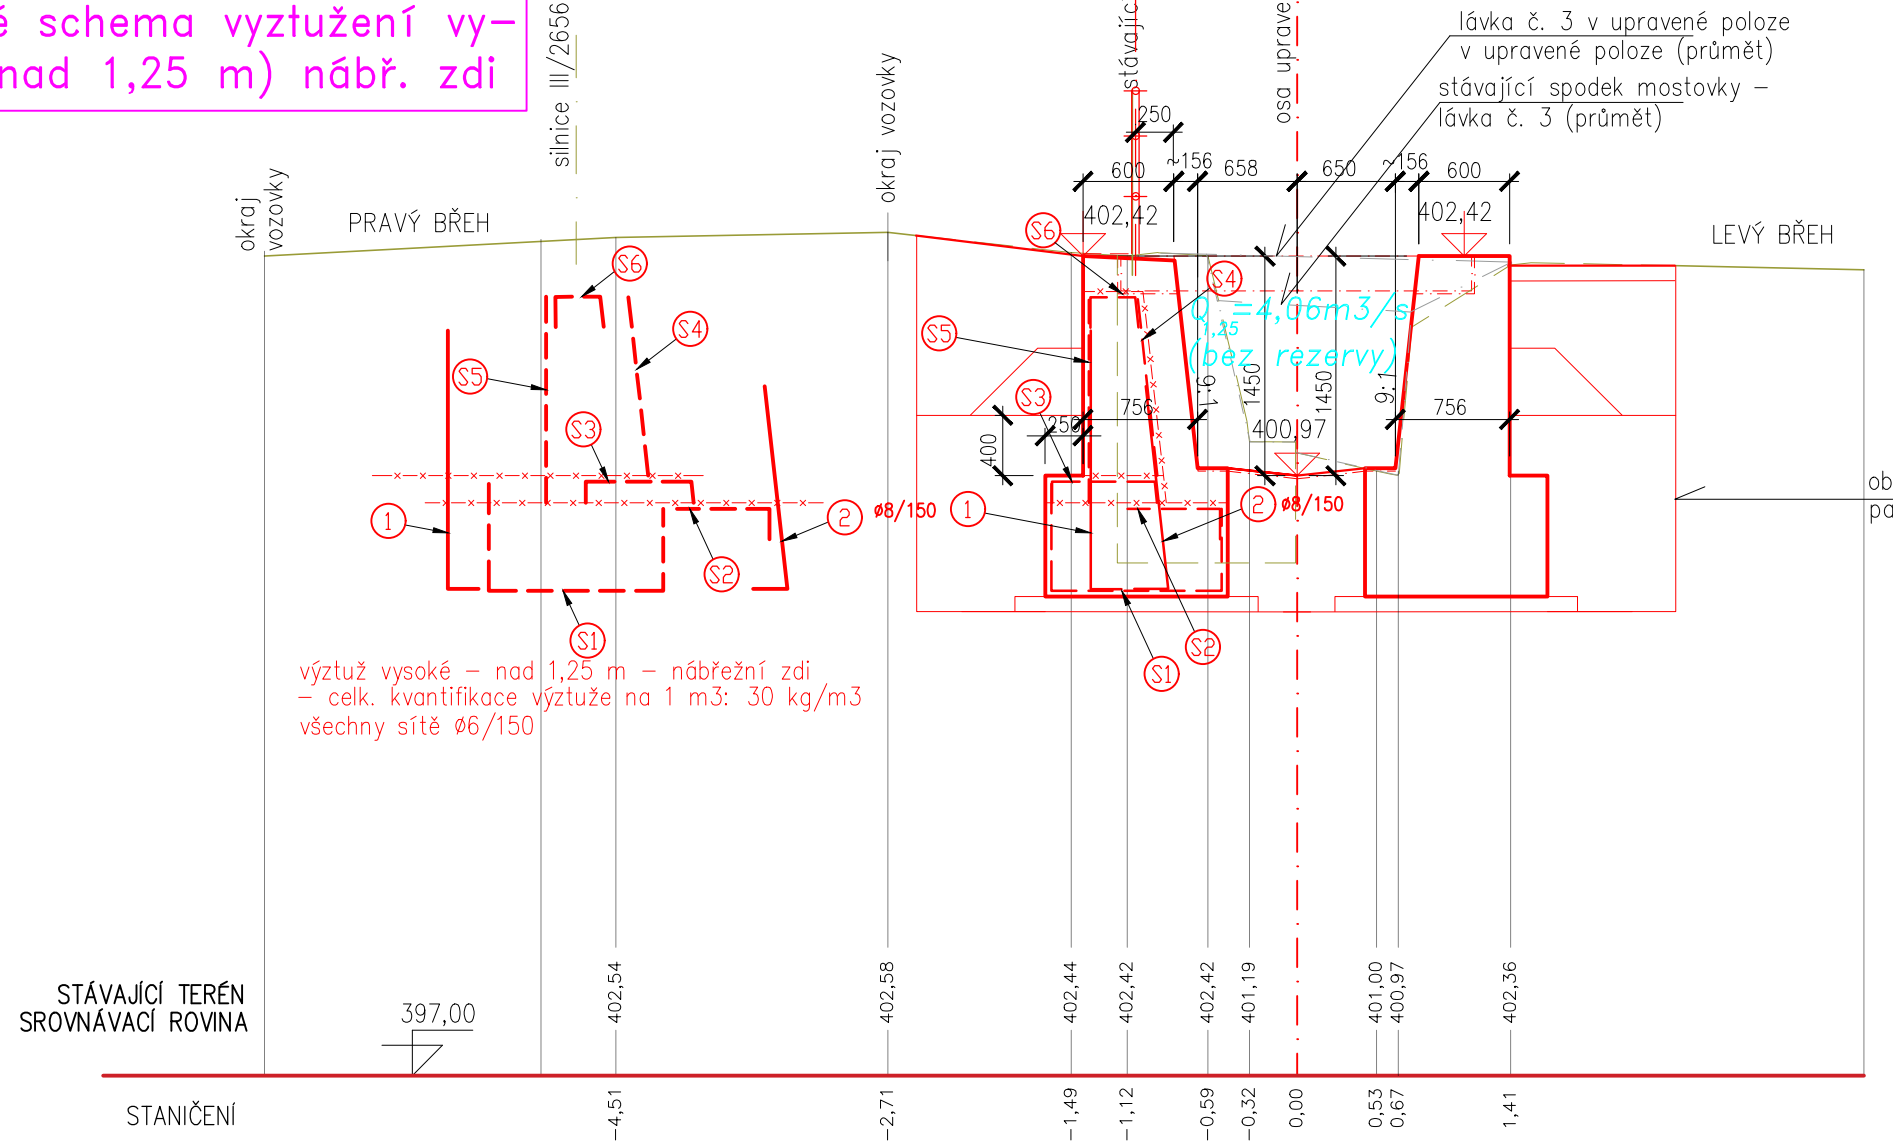 é schema vyztužení vy–
nad 1,25 m) nábř. zdi
silnice III/2656
okraj vozovky
stávajíc
osa uprave
lávka č. 3 v upravené poloze
v upravené poloze (průmět)
stávající spodek mostovky –
lávka č. 3 (průmět)
okraj
vozovky
PRAVÝ BŘEH
LEVÝ BŘEH
250
600
~156
658
650
~156
600
402,42
402,42
S6
S6
S4
S5
S4
S5
S3
S3
Q1,25=4,06m3/s
(bez rezervy)
1450
1450
9:1
9:1
756
756
250
400
400,97
1
2
ø8/150
1
2
ø8/150
S2
S1
S2
S1
ob
pa
výztuž vysoké – nad 1,25 m – nábřežní zdi
– celk. kvantifikace výztuže na 1 m3: 30 kg/m3
všechny sítě ø6/150
STÁVAJÍCÍ TERÉN
SROVNÁVACÍ ROVINA
397,00
402,54
402,58
402,44
402,42
402,42
401,19
401,00
400,97
402,36
STANIČENÍ
–4,51
–2,71
–1,49
–1,12
–0,59
–0,32
0,00
0,53
0,67
1,41